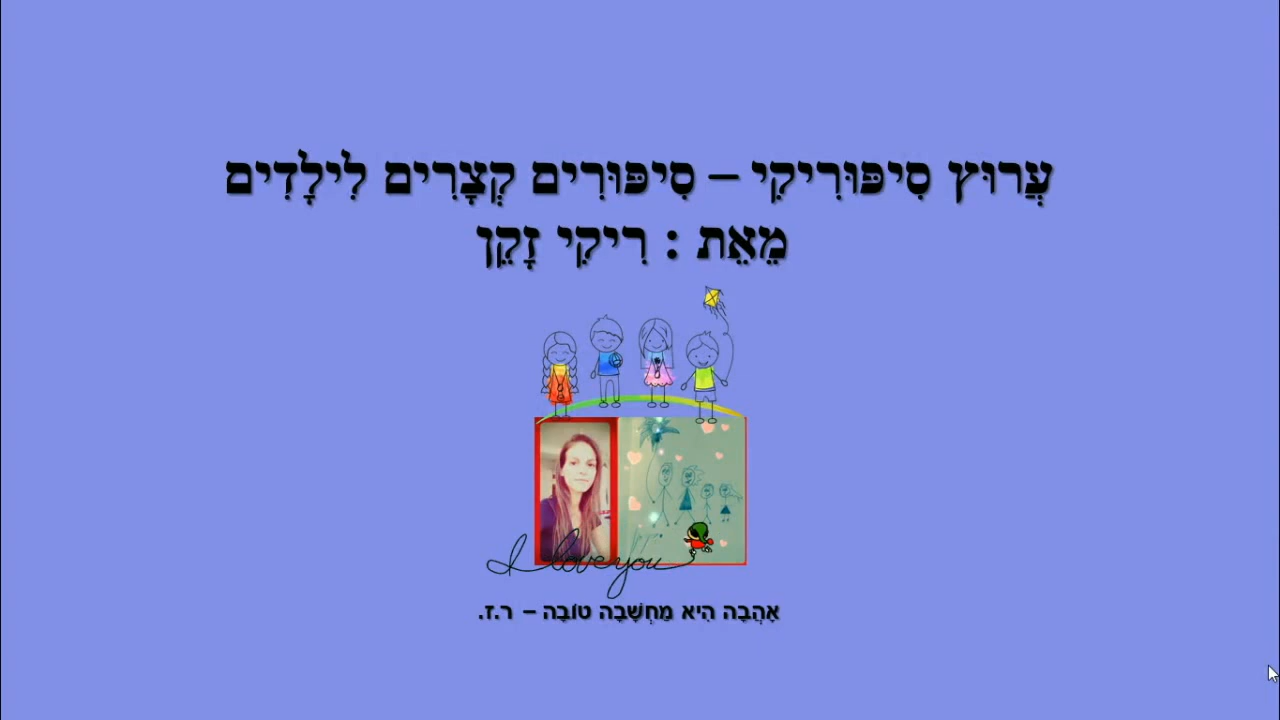 עֲרוּץ סִיפּוּרִיקִי – סִיפּוּרִים קְצָרִים לִילָדִים
מֵאֵת : רִיקִי זָקֵן
I love you
אַהֲבָה הִיא מַחְשָׁבָה טוֹבָה – ר.ז.